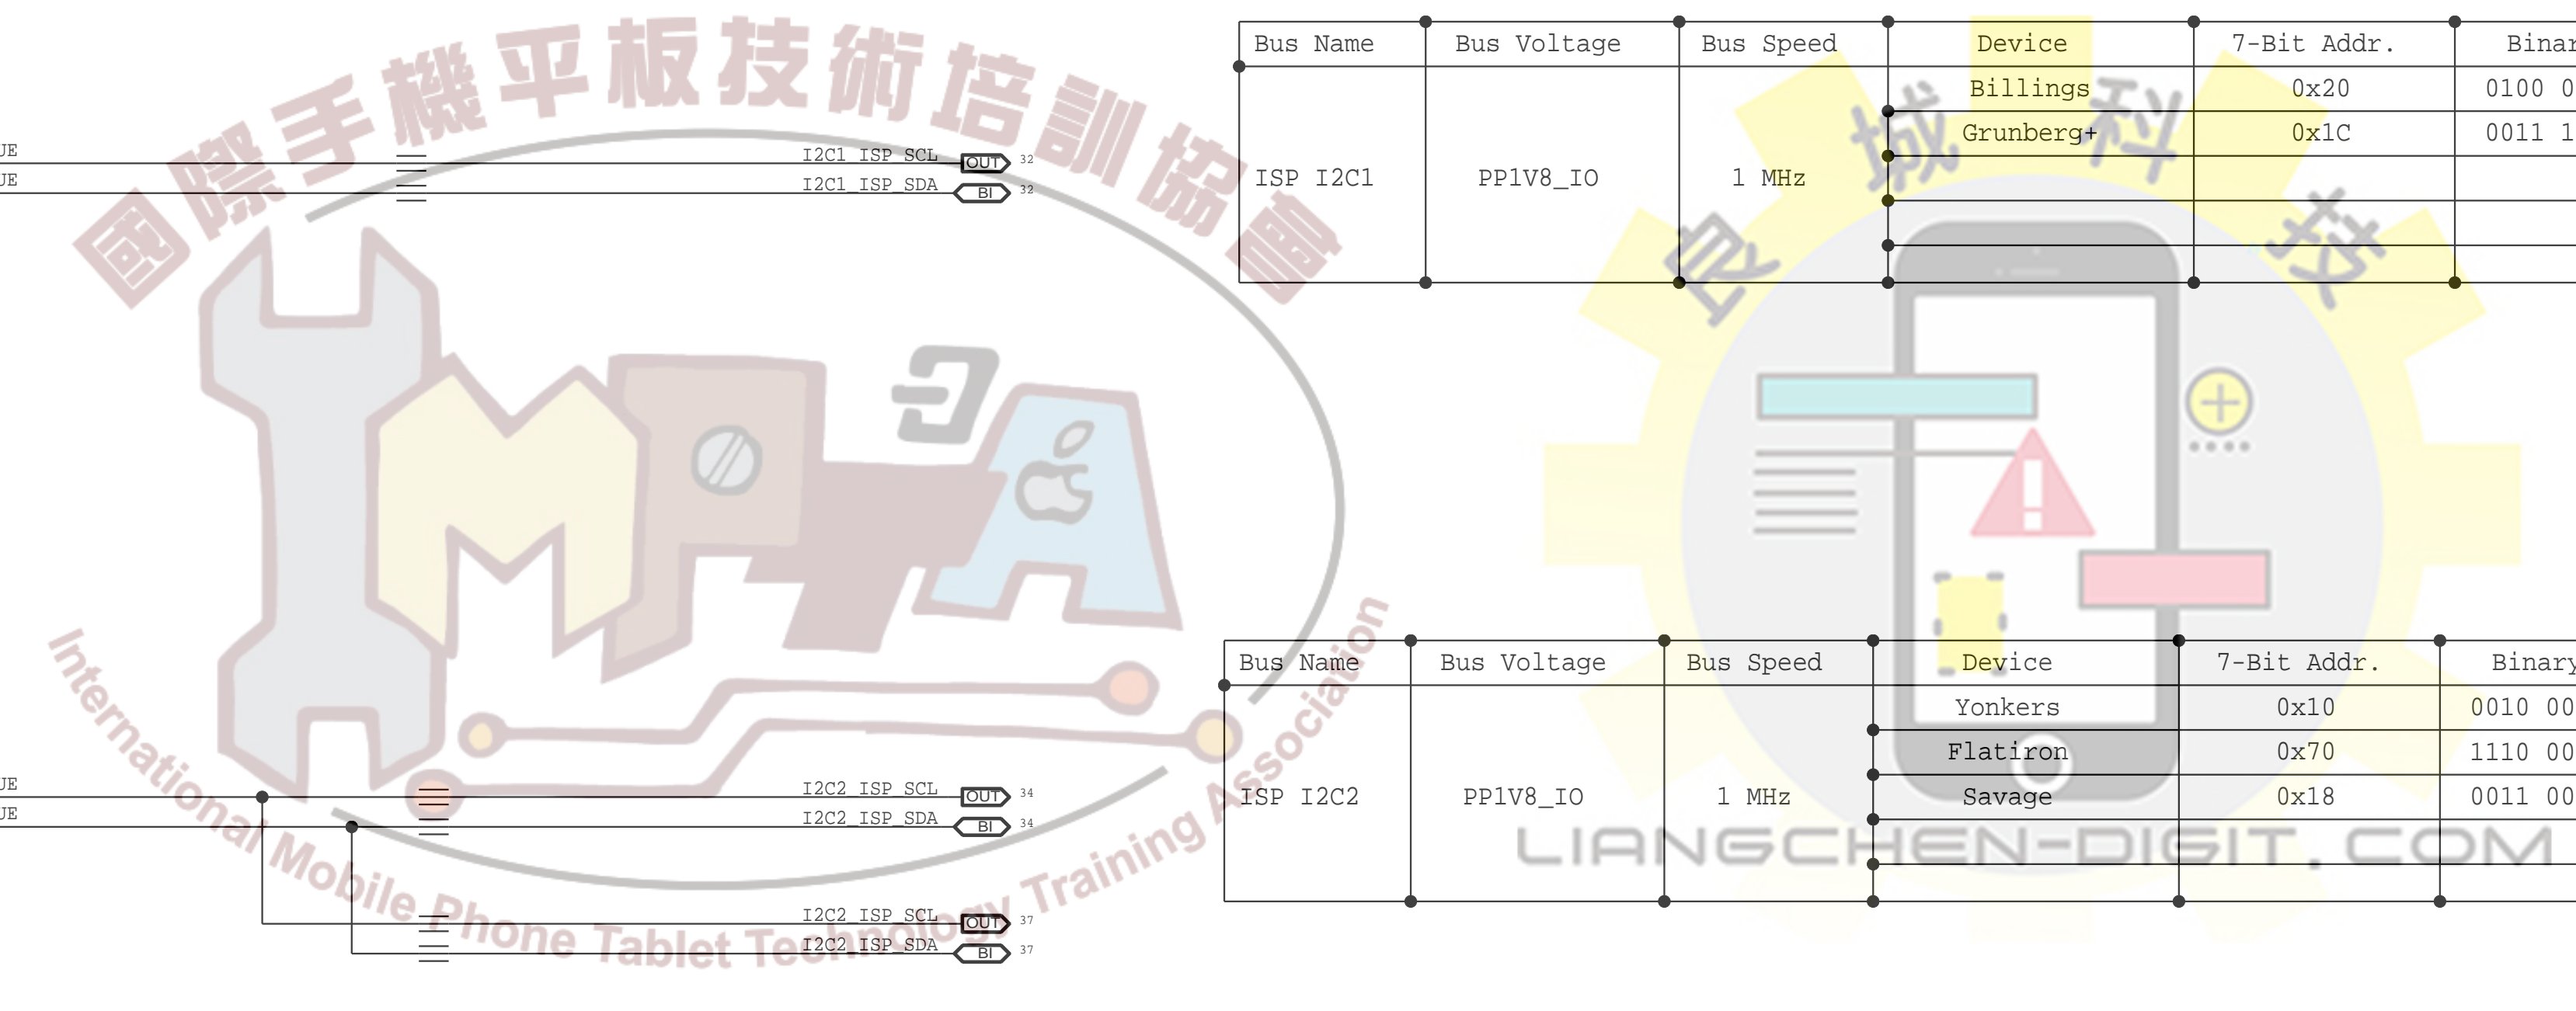 國際手機平板技術培訓協會
UE I2C1_ISP_SCL OUT 32
UE I2C1_ISP_SDA BI 32
Bus Name Bus Voltage Bus Speed Device 7-Bit Addr. Binar
Billings 0x20 0100 0
Grunberg+ 0x1C 0011 1
ISP I2C1 PP1V8_IO 1 MHz
良城科技
Bus Name Bus Voltage Bus Speed Device 7-Bit Addr. Binary
Yonkers 0x10 0010 00
Flatiron 0x70 1110 00
ISP I2C2 PP1V8_IO 1 MHz Savage 0x18 0011 00
UE I2C2_ISP_SCL OUT 34
UE I2C2_ISP_SDA BI 34
I2C2_ISP_SCL OUT 37
I2C2_ISP_SDA BI 37
International Mobile Phone Tablet Technology Training Association
LIANGCHEN-DIGIT.COM